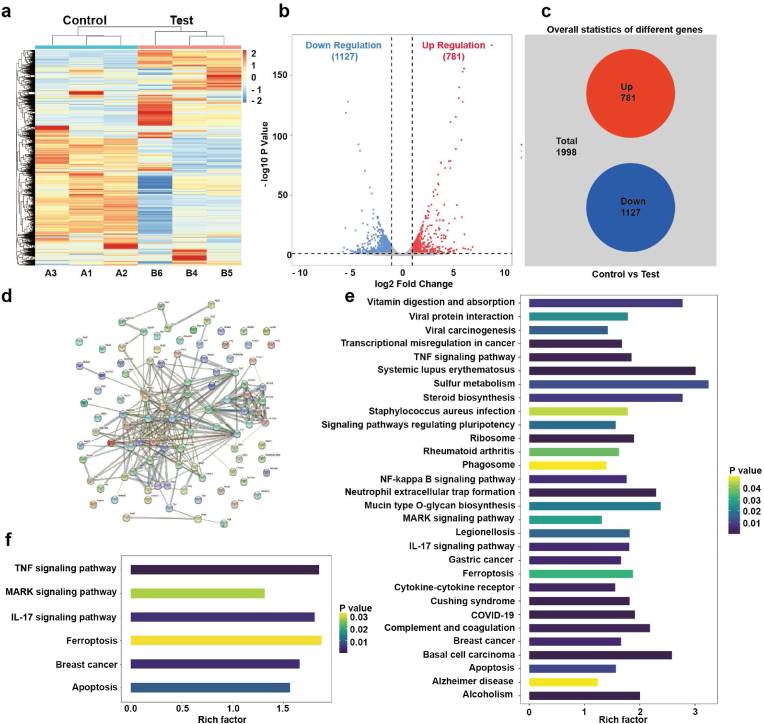 a
Control
Test
2
1
0
- 1
- 2
A3
A1
A2
B6
B4
B5
b
Down Regulation
(1127)
Up Regulation
(781)
- log10 P Value
150
100
50
0
- 10
- 5
0
5
10
log2 Fold Change
c
Overall statistics of different genes
Up
781
Total
1998
Down
1127
Control vs Test
d
e
Vitamin digestion and absorption
Viral protein interaction
Viral carcinogenesis
Transcriptional misregulation in cancer
TNF signaling pathway
Systemic lupus erythematosus
Sulfur metabolism
Steroid biosynthesis
Staphylococcus aureus infection
Signaling pathways regulating pluripotency
Ribosome
Rheumatoid arthritis
Phagosome
NF-kappa B signaling pathway
Neutrophil extracellular trap formation
Mucin type O-glycan biosynthesis
MARK signaling pathway
Legionellosis
IL-17 signaling pathway
Gastric cancer
Ferroptosis
Cytokine-cytokine receptor
Cushing syndrome
COVID-19
Complement and coagulation
Breast cancer
Basal cell carcinoma
Apoptosis
Alzheimer disease
Alcoholism
0
1
2
3
Rich factor
P value
0.04
0.03
0.02
0.01
f
TNF signaling pathway
MARK signaling pathway
IL-17 signaling pathway
Ferroptosis
Breast cancer
Apoptosis
0.0
0.5
1.0
1.5
Rich factor
P value
0.03
0.02
0.01